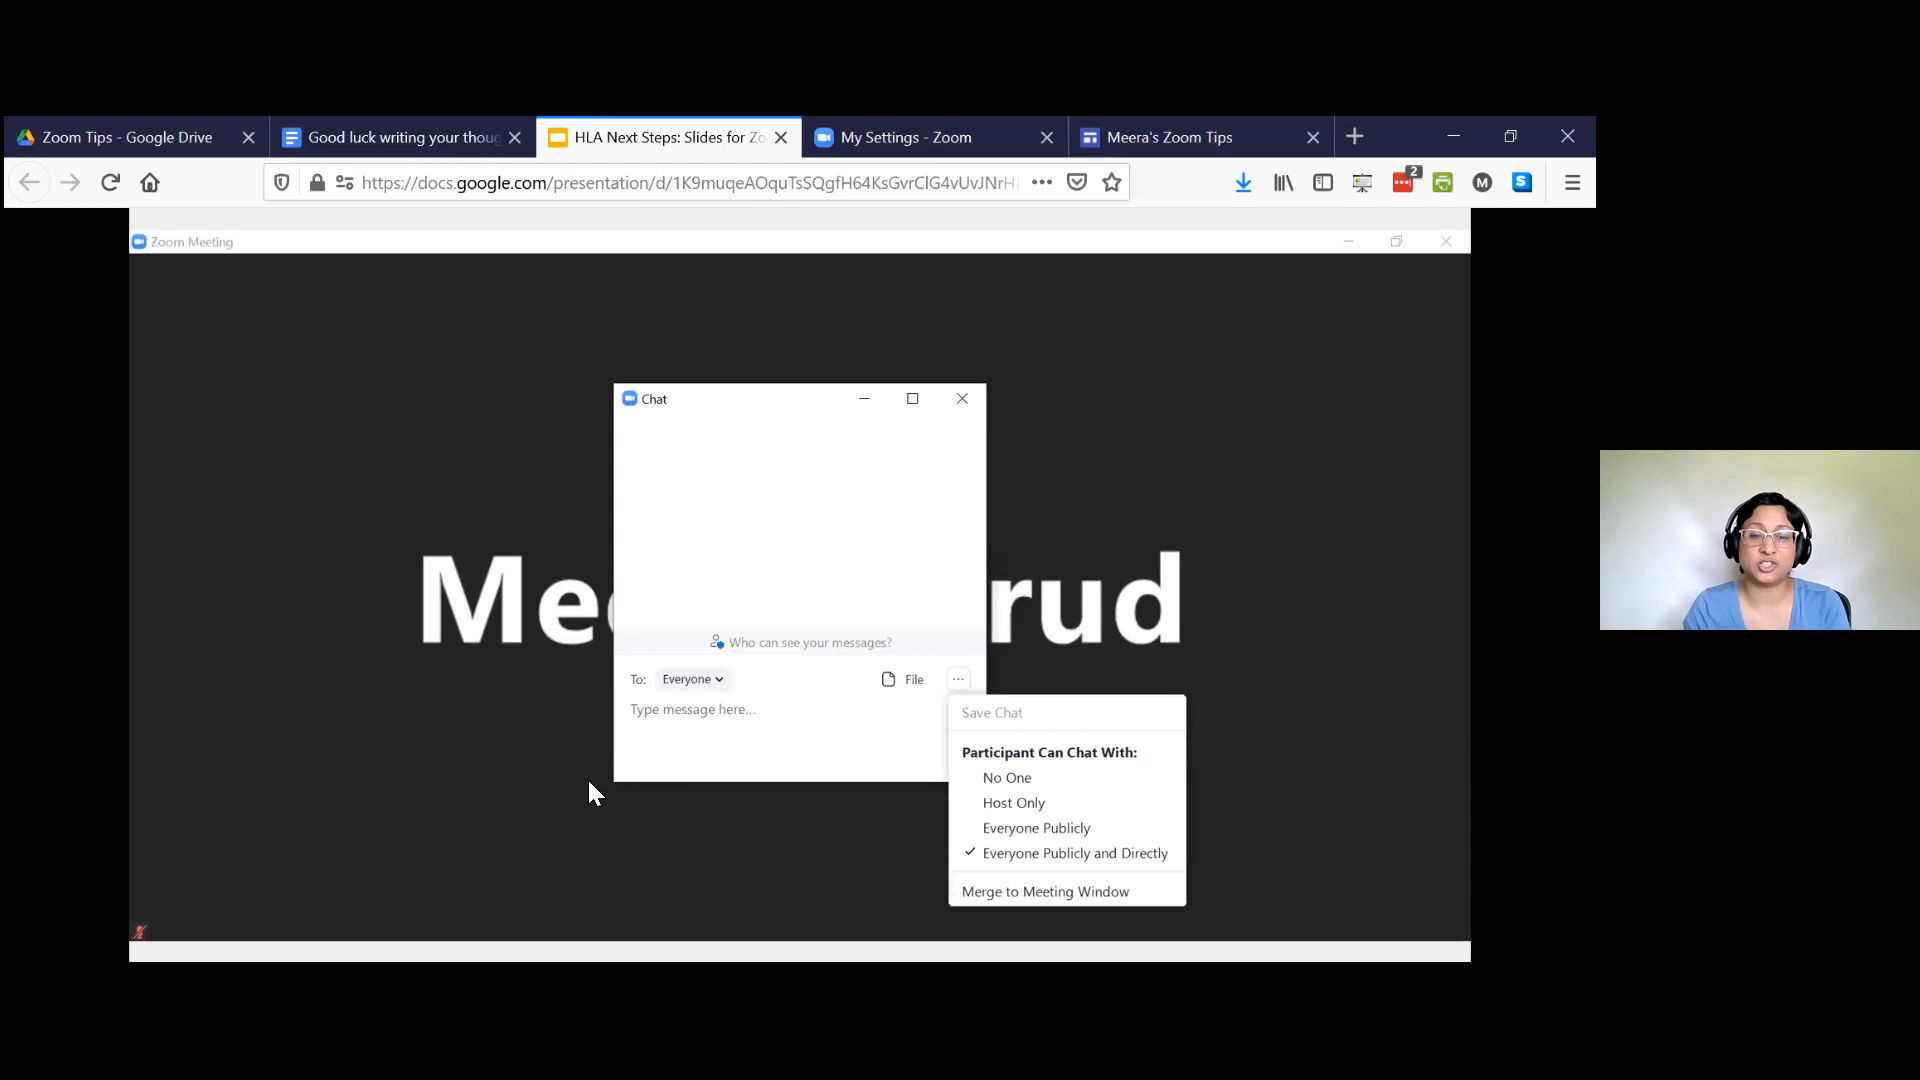 Zoom Tips - Google Drive
Good luck writing your thoug
HLA Next Steps: Slides for Zo
My Settings - Zoom
Meera's Zoom Tips
https://docs.google.com/presentation/d/1K9muqeAOquTsSQgfH64KsGvrClG4vUvJNrH
2
M
S
Zoom Meeting
Chat
Me
rud
Who can see your messages?
To: Everyone
File
Type message here...
Save Chat
Participant Can Chat With:
No One
Host Only
Everyone Publicly
Everyone Publicly and Directly
Merge to Meeting Window